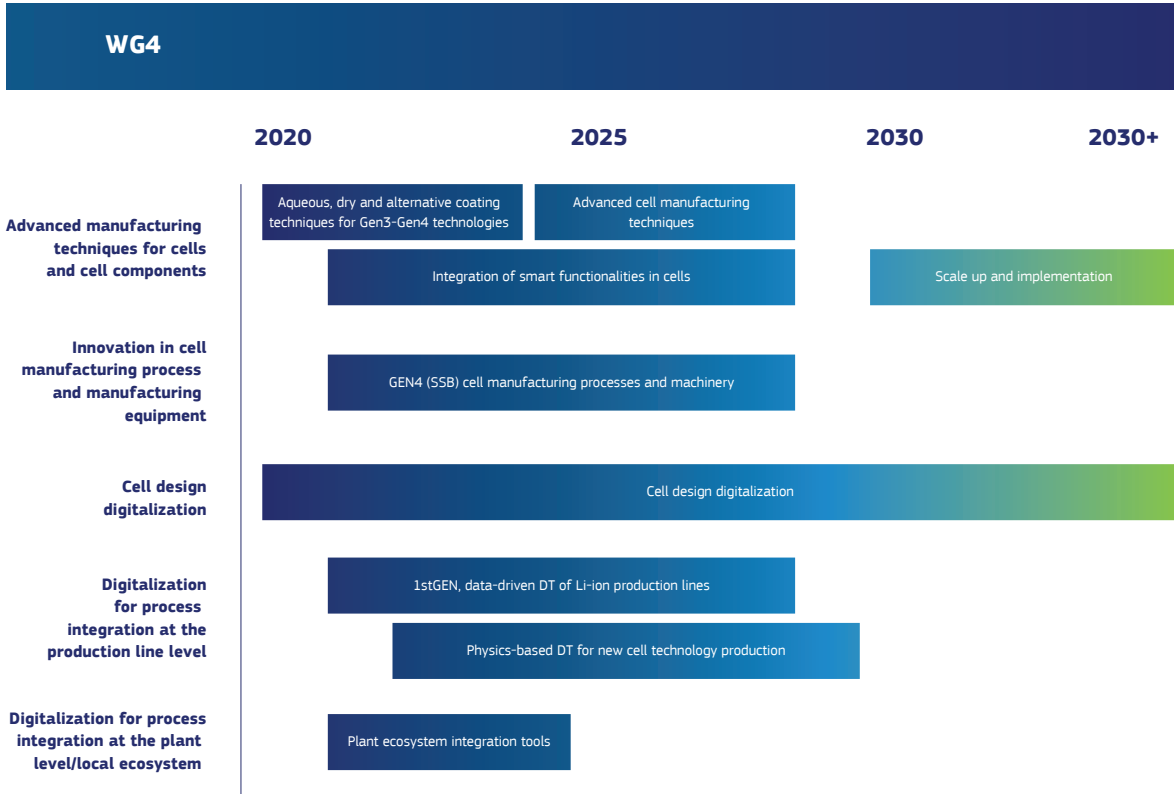 WG4
2020 2025 2030 2030+
Advanced manufacturing
techniques for cells
and cell components
Aqueous, dry and alternative coating
techniques for Gen3-Gen4 technologies
Advanced cell manufacturing
techniques
Integration of smart functionalities in cells
Scale up and implementation
Innovation in cell
manufacturing process
and manufacturing
equipment
GEN4 (SSB) cell manufacturing processes and machinery
Cell design
digitalization
Cell design digitalization
Digitalization
for process
integration at the
production line level
1stGEN, data-driven DT of Li-ion production lines
Physics-based DT for new cell technology production
Digitalization for process
integration at the plant
level/local ecosystem
Plant ecosystem integration tools